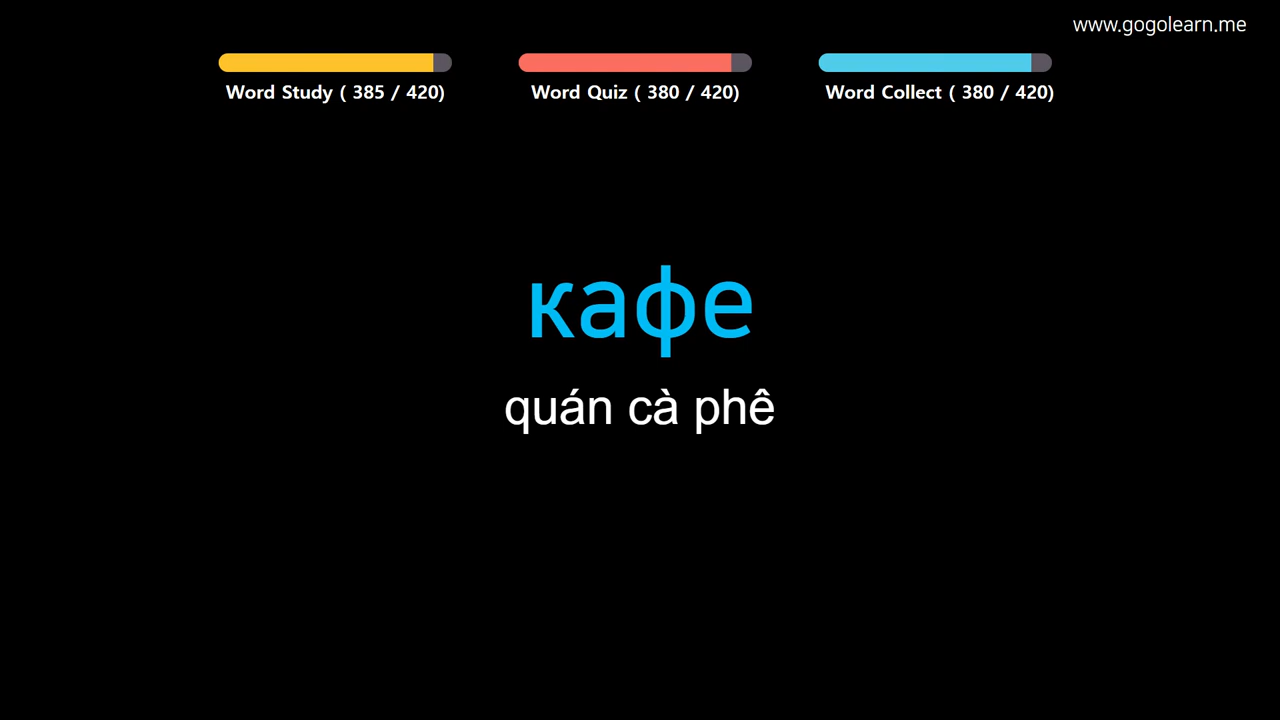 www.gogolearn.me
Word Study ( 385 / 420)
Word Quiz ( 380 / 420)
Word Collect ( 380 / 420)
кафе
quán cà phê